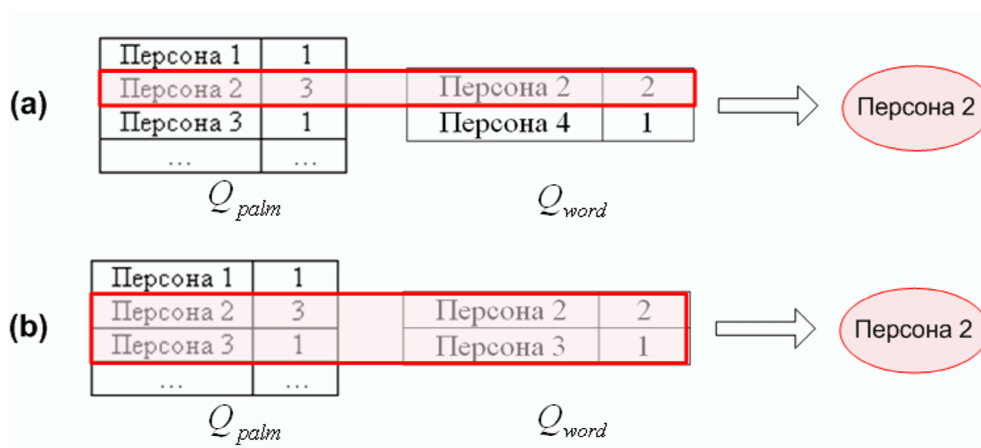 Персона 1 1
(a) Персона 2 3 Персона 2 2 Персона 2
Персона 3 1 Персона 4 1
... ...
Q palm Q word
Персона 1 1
(b) Персона 2 3 Персона 2 2 Персона 2
Персона 3 1 Персона 3 1
... ...
Q palm Q word